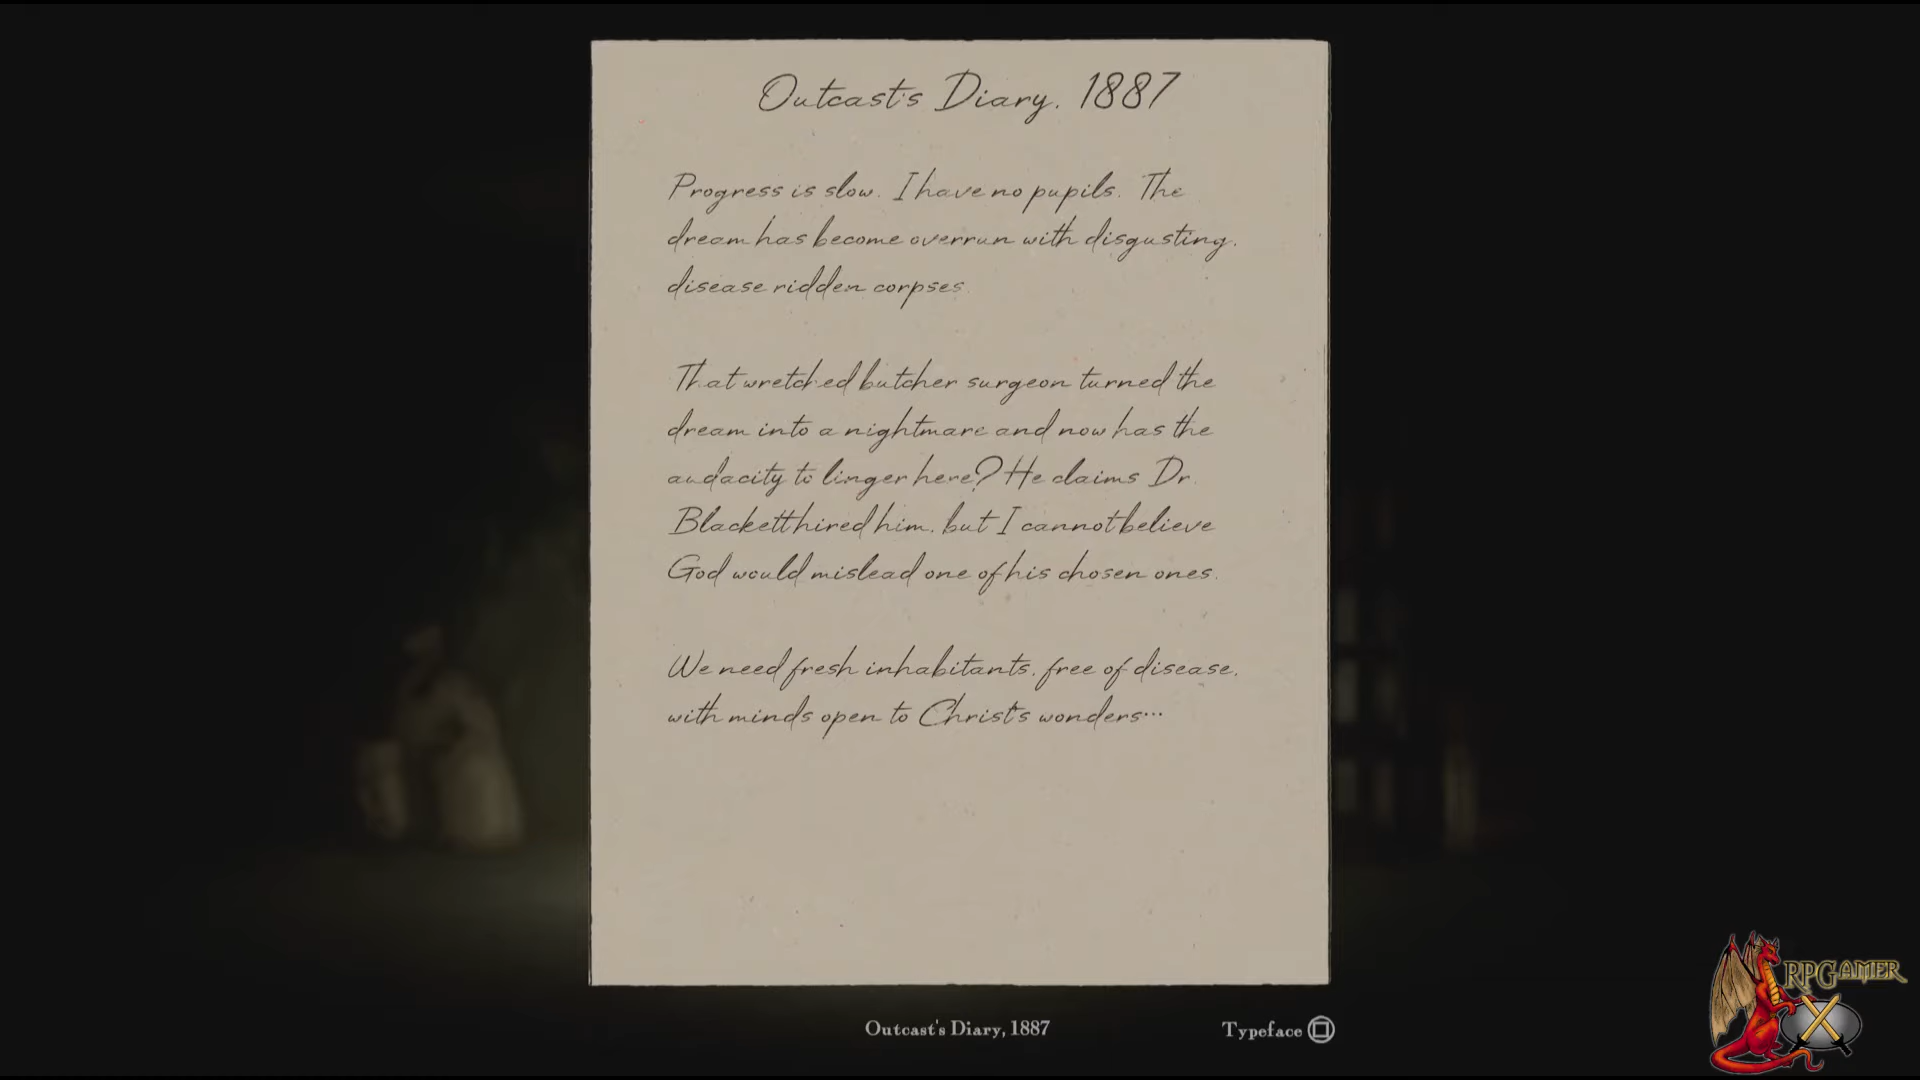 Outcast's Diary, 1887
Progress is slow. I have no pupils. The
dream has become overrun with disgusting,
disease ridden corpses.
That wretched butcher surgeon turned the
dream into a nightmare and now has the
audacity to linger here? He claims Dr.
Blackett hired him, but I cannot believe
God would mislead one of his chosen ones.
We need fresh inhabitants, free of disease,
with minds open to Christ's wonders...
Outcast's Diary, 1887
Typeface
RPGAMER